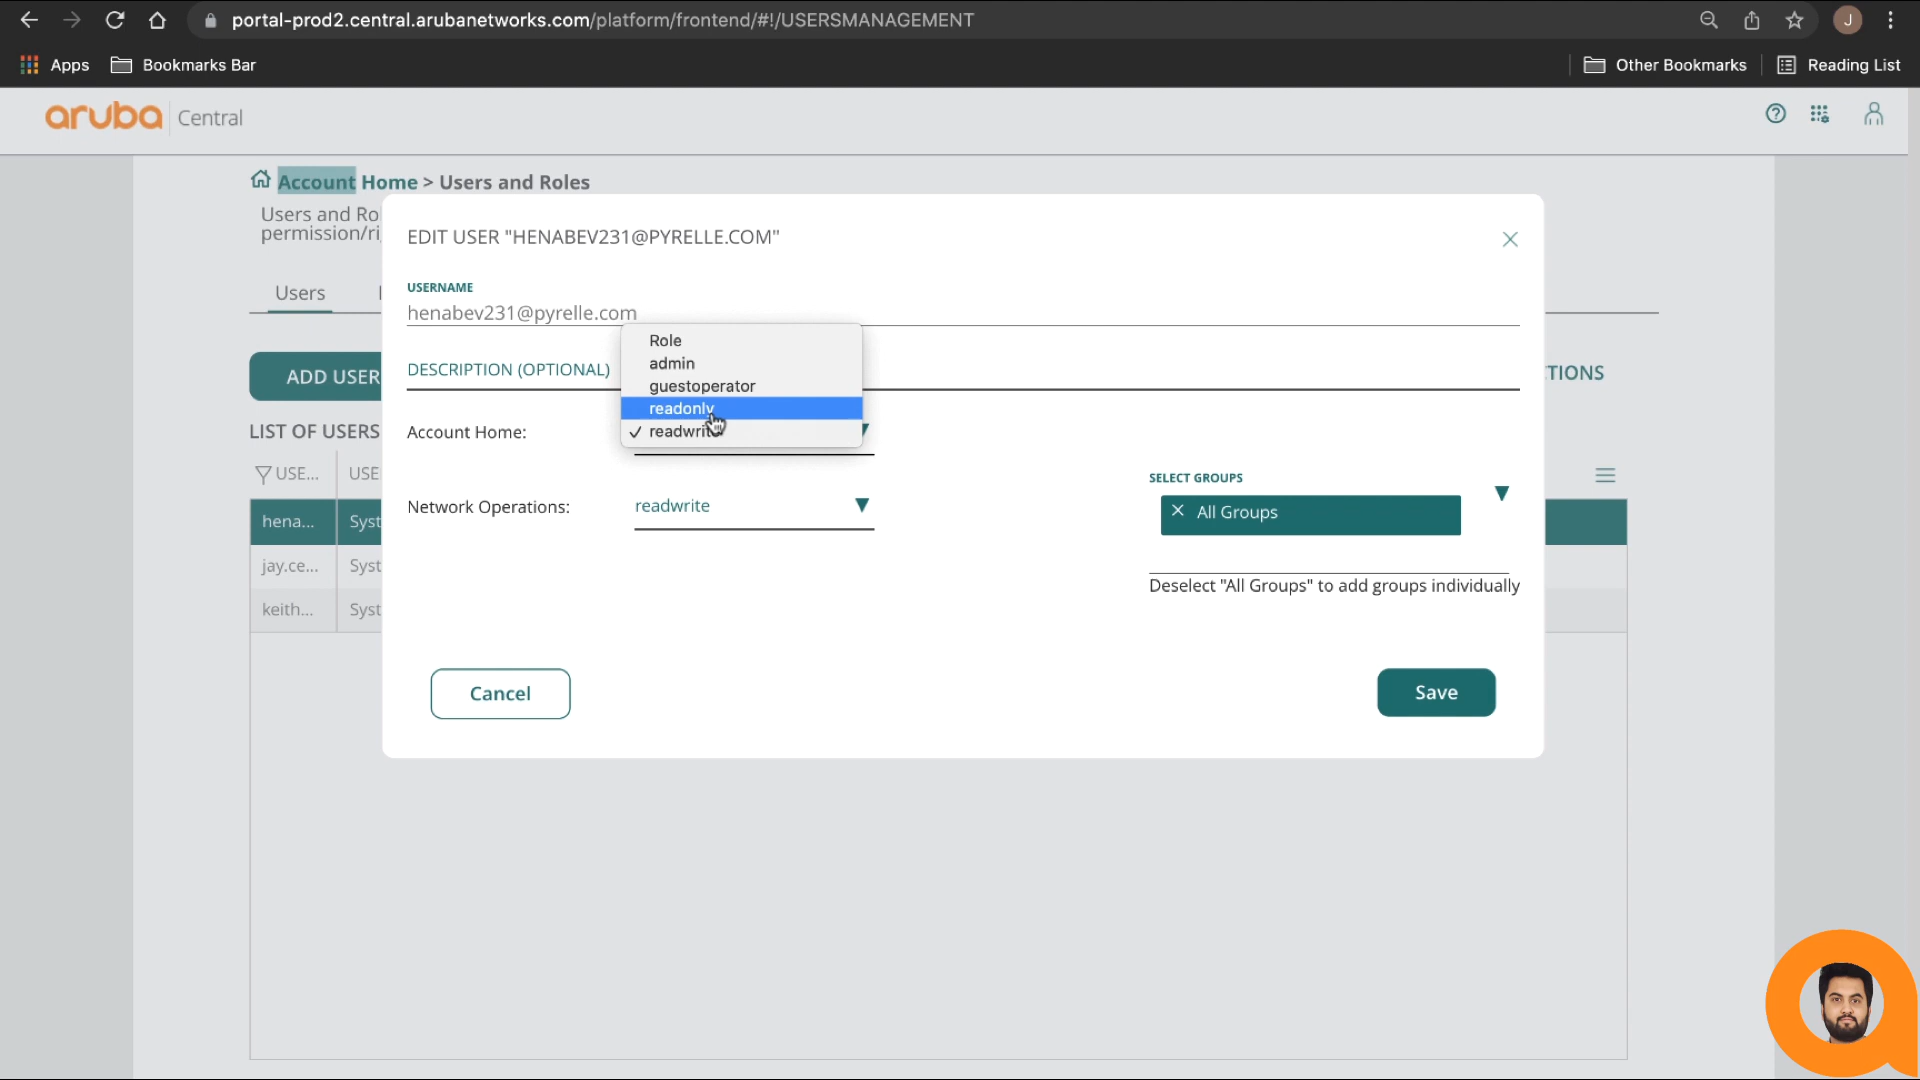 portal-prod2.central.arubanetworks.com/platform/frontend/#!/USERSMANAGEMENT
J
Apps
Bookmarks Bar
Other Bookmarks
Reading List
aruba Central
Account Home > Users and Roles
Users and Ro
permission/ri
EDIT USER "HENABEV231@PYRELLE.COM"
Users
USERNAME
henabev231@pyrelle.com
Role
admin
guestoperator
readonly
✓ readwrite
DESCRIPTION (OPTIONAL)
ADD USER
TIONS
LIST OF USERS
Account Home:
USE...
USE
SELECT GROUPS
× All Groups
Network Operations:
readwrite
hena...
Syst
jay.ce...
Syst
Deselect "All Groups" to add groups individually
keith...
Syst
Cancel
Save